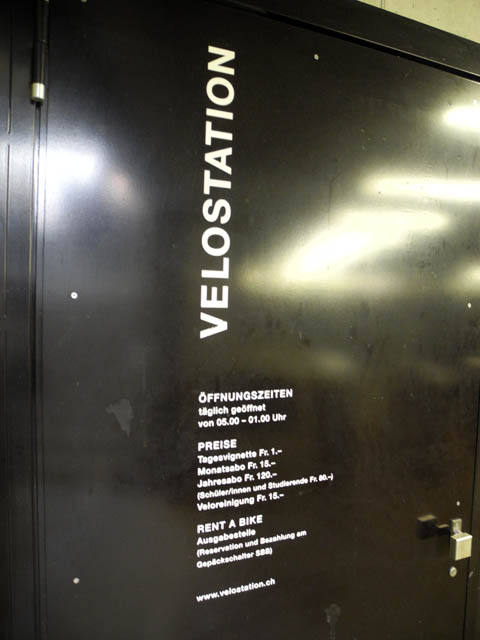 VELOSTATION
ÖFFNUNGSZEITEN
täglich geöffnet
von 05.00 – 01.00 Uhr
PREISE
Tagesvignette Fr. 1.–
Monatsabo Fr. 15.–
Jahresabo Fr. 120.–
(Schüler/innen und Studierende Fr. 80.–)
Veloreinigung Fr. 15.–
RENT A BIKE
Ausgabestelle
(Reservation und Bezahlung am
Gepäckschalter SBB)
www.velostation.ch